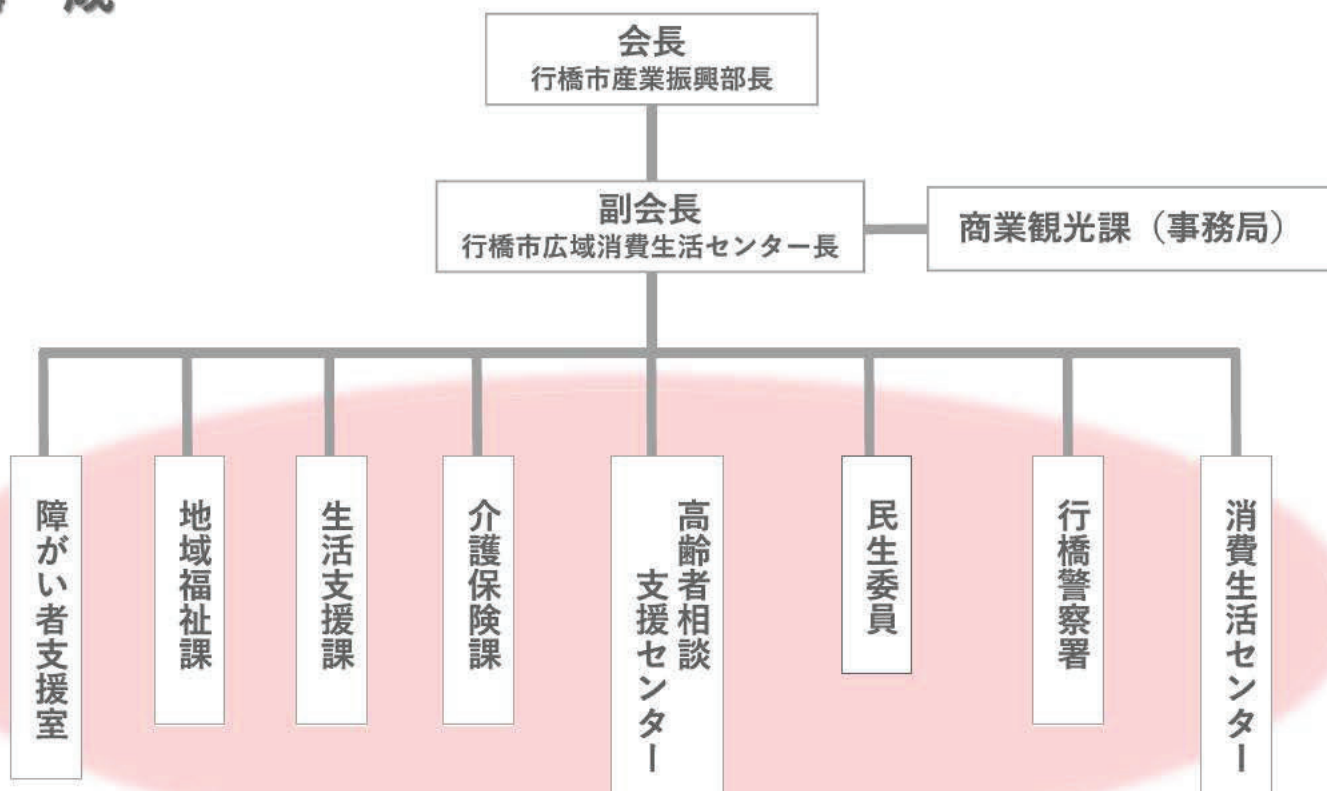 成
会長
行橋市産業振興部長
副会長
行橋市広域消費生活センター長
商業観光課（事務局）
障がい者支援室
地域福祉課
生活支援課
介護保険課
高齢者相談
支援センター
民生委員
行橋警察署
消費生活センター